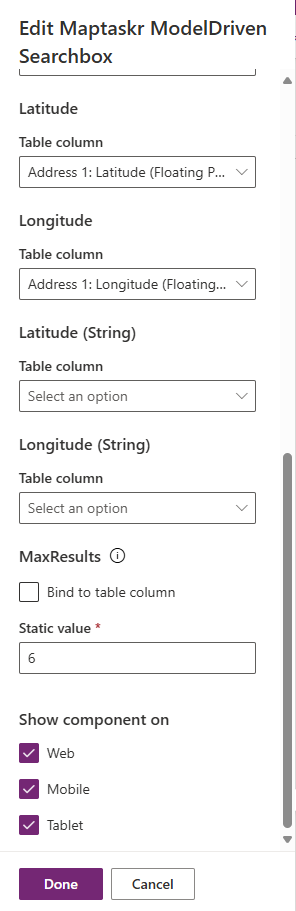 Edit Maptaskr ModelDriven
Searchbox
Latitude
Table column
Address 1: Latitude (Floating P...
Longitude
Table column
Address 1: Longitude (Floating...
Latitude (String)
Table column
Select an option
Longitude (String)
Table column
Select an option
MaxResults
Bind to table column
Static value *
6
Show component on
Web
Mobile
Tablet
Done Cancel